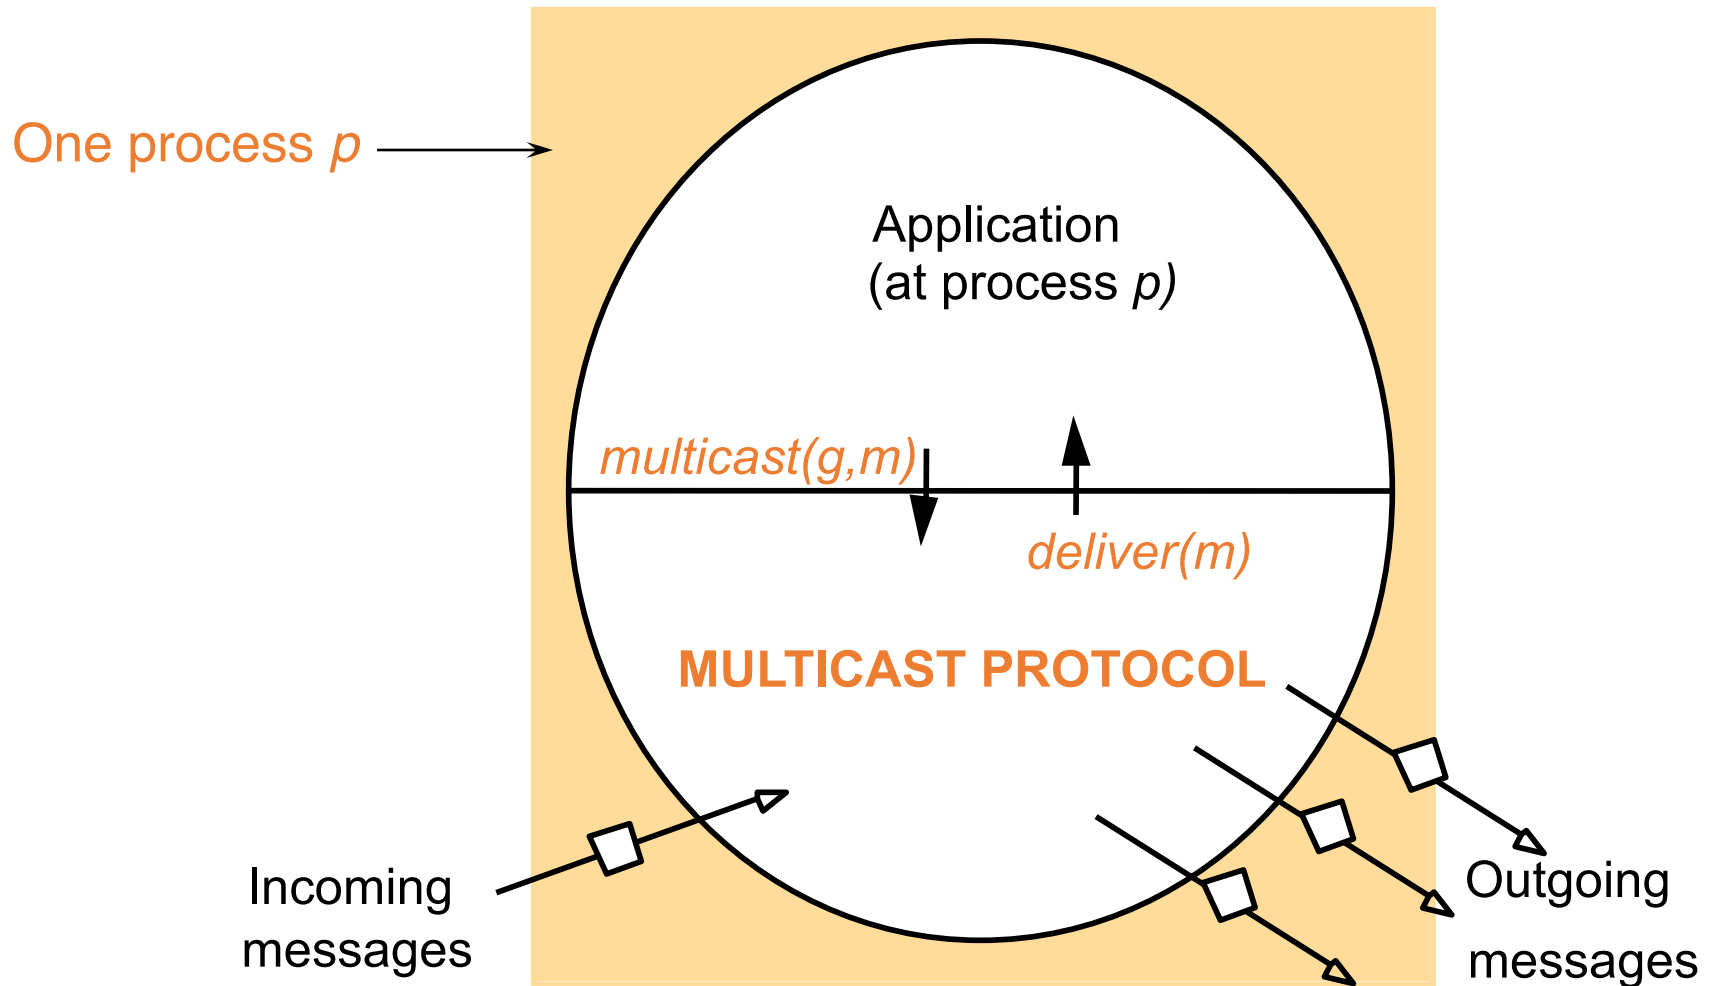 One process p
Application
(at process p)
multicast(g,m)
deliver(m)
MULTICAST PROTOCOL
Incoming
messages
Outgoing
messages